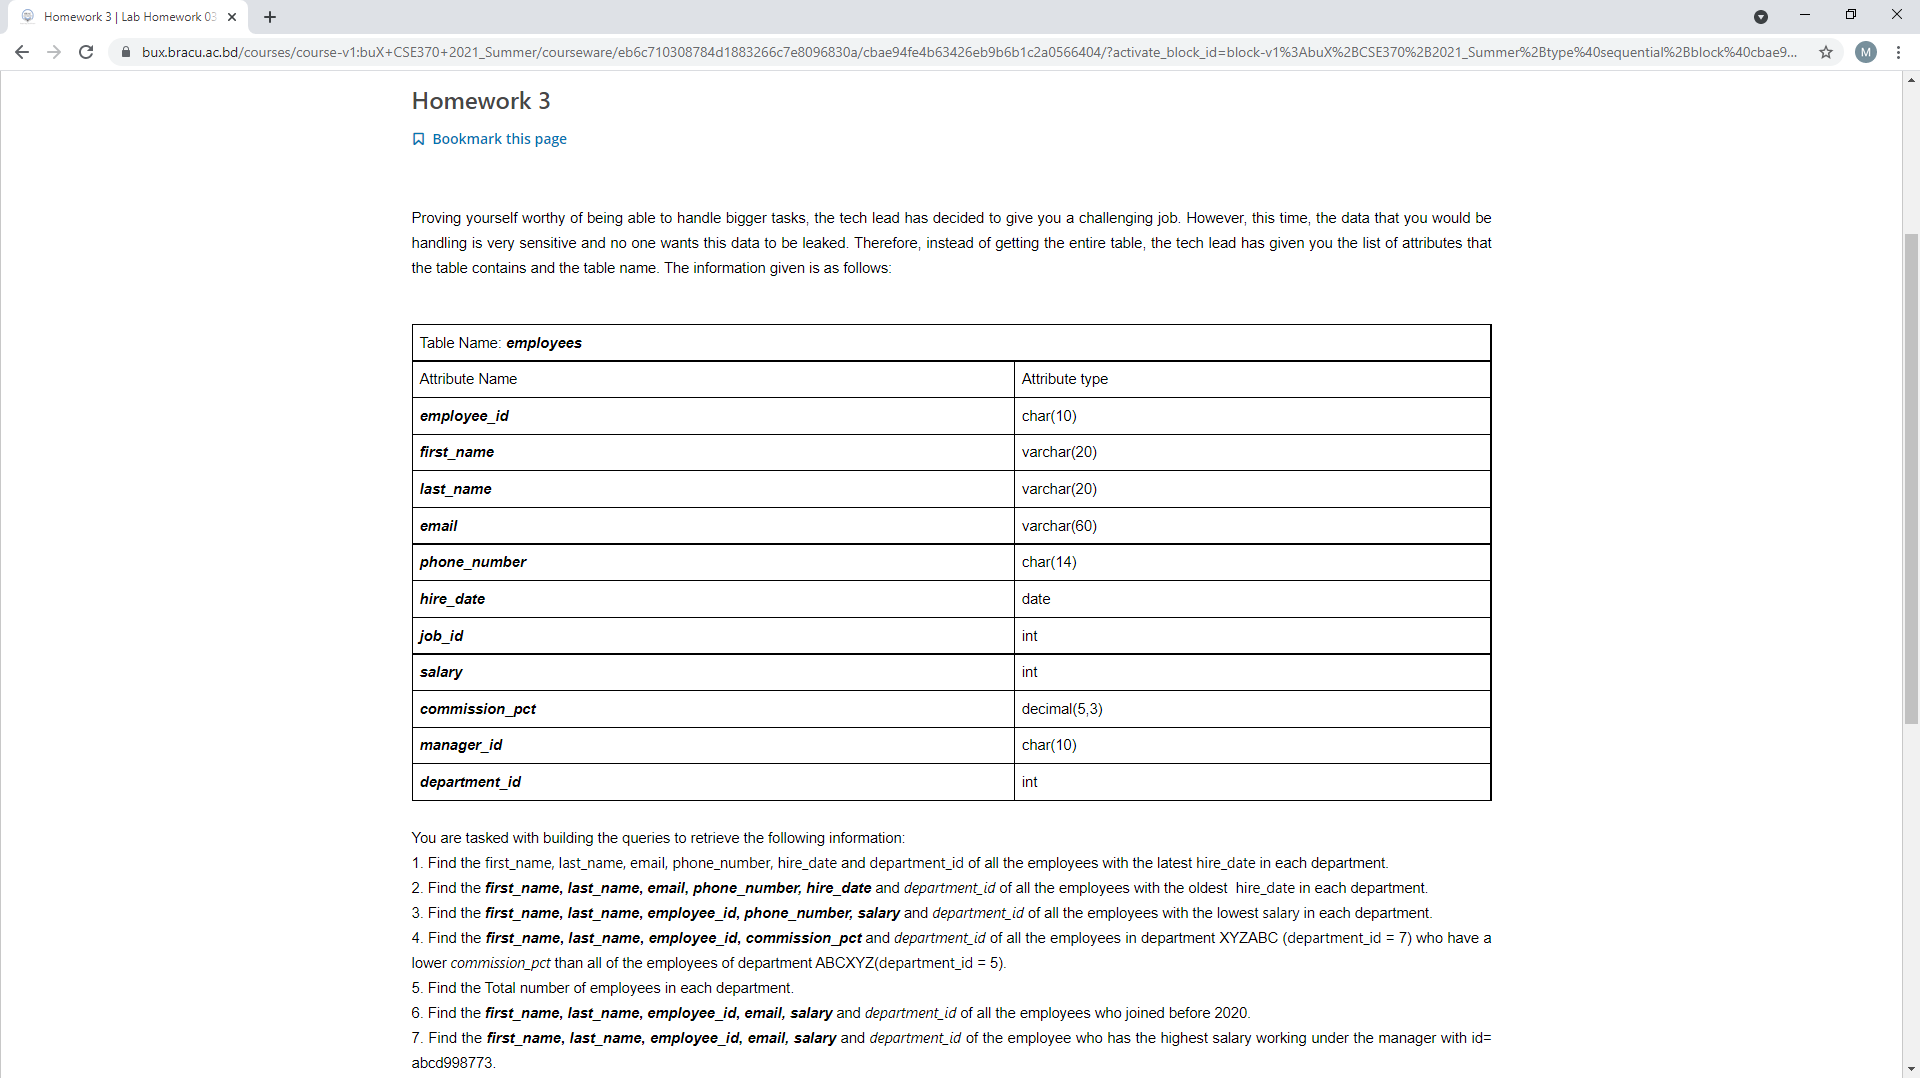 Homework 3 | Lab Homework 03
bux.bracu.ac.bd/courses/course-v1:buX+CSE370+2021_Summer/courseware/eb6c710308784d1883266c7e8096830a/cbae94fe4b63426eb9b6b1c2a0566404/?activate_block_id=block-v1%3AbuX%2BCSE370%2B2021_Summer%2Btype%40sequential%2Bblock%40cbae9...
M
Homework 3
Bookmark this page
Proving yourself worthy of being able to handle bigger tasks, the tech lead has decided to give you a challenging job. However, this time, the data that you would be
handling is very sensitive and no one wants this data to be leaked. Therefore, instead of getting the entire table, the tech lead has given you the list of attributes that
the table contains and the table name. The information given is as follows:
Table Name: employees
Attribute Name Attribute type
employee_id char(10)
first_name varchar(20)
last_name varchar(20)
email varchar(60)
phone_number char(14)
hire_date date
job_id int
salary int
commission_pct decimal(5,3)
manager_id char(10)
department_id int
You are tasked with building the queries to retrieve the following information:
1. Find the first_name, last_name, email, phone_number, hire_date and department_id of all the employees with the latest hire_date in each department.
2. Find the first_name, last_name, email, phone_number, hire_date and department_id of all the employees with the oldest hire_date in each department.
3. Find the first_name, last_name, employee_id, phone_number, salary and department_id of all the employees with the lowest salary in each department.
4. Find the first_name, last_name, employee_id, commission_pct and department_id of all the employees in department XYZABC (department_id = 7) who have a
lower commission_pct than all of the employees of department ABCXYZ(department_id = 5).
5. Find the Total number of employees in each department.
6. Find the first_name, last_name, employee_id, email, salary and department_id of all the employees who joined before 2020.
7. Find the first_name, last_name, employee_id, email, salary and department_id of the employee who has the highest salary working under the manager with id=
abcd998773.